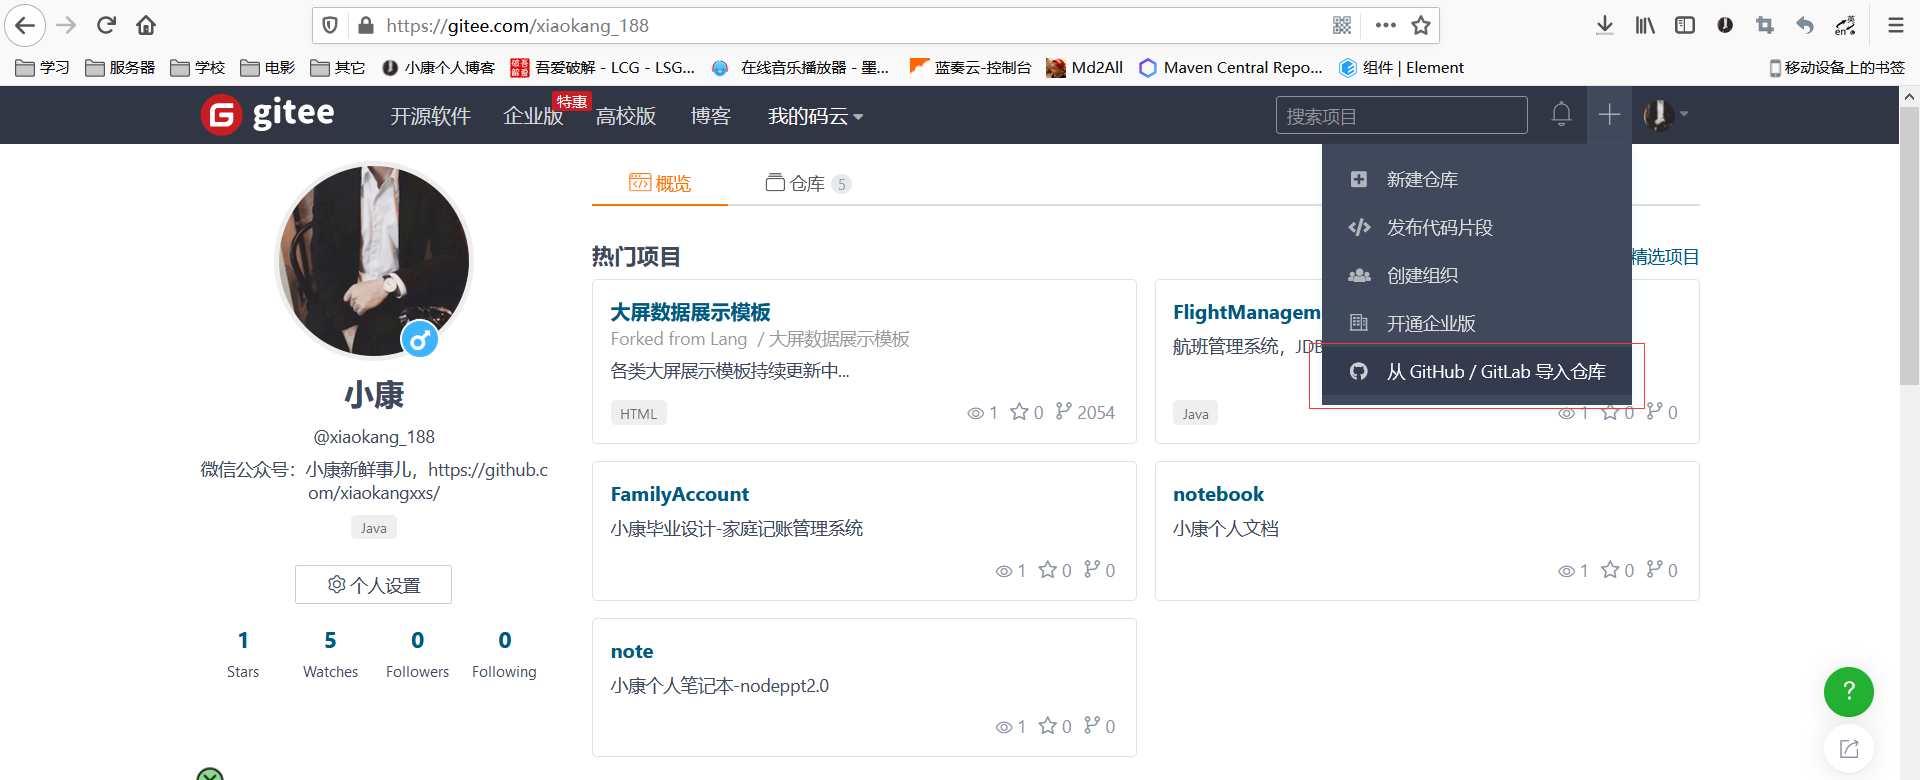 https://gitee.com/xiaokang_188
学习 服务器 学校 电影 其它 小康个人博客 吾爱破解 - LCG - LSG... 在线音乐播放器 - 墨... 蓝奏云-控制台 Md2All Maven Central Repo... 组件 | Element 移动设备上的书签
gitee 开源软件 企业版 特惠 高校版 博客 我的码云 搜索项目
新建仓库
发布代码片段
创建组织
开通企业版
从 GitHub / GitLab 导入仓库
小康
@xiaokang_188
微信公众号：小康新鲜事儿，https://github.c
om/xiaokangxxs/
Java
个人设置
1 5 0 0
Stars Watches Followers Following
概览 仓库 5
热门项目 精选项目
大屏数据展示模板
Forked from Lang / 大屏数据展示模板
各类大屏展示模板持续更新中...
HTML 1 0 2054
FlightManagem
航班管理系统，JDB
Java 1 0 0
FamilyAccount
小康毕业设计-家庭记账管理系统
1 0 0
notebook
小康个人文档
1 0 0
note
小康个人笔记本-nodeppt2.0
1 0 0
?